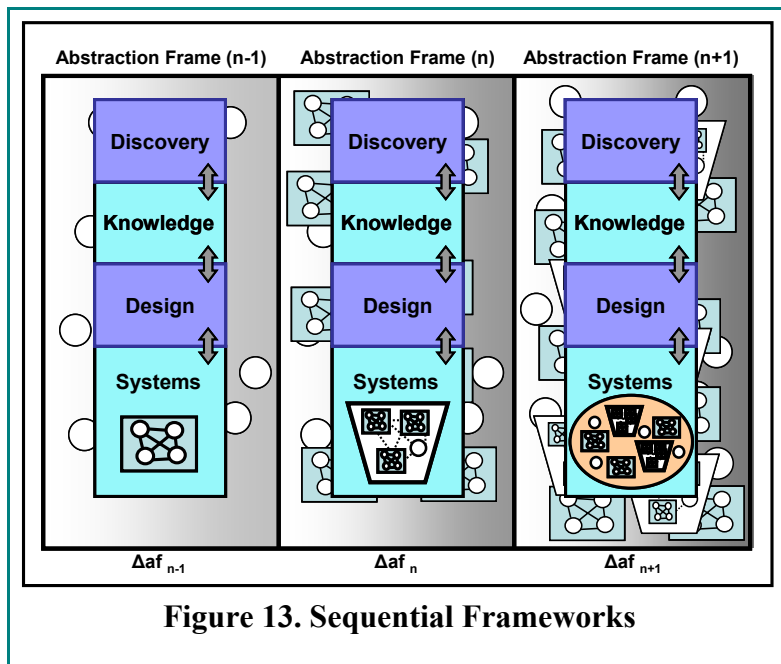 Abstraction Frame (n-1) Abstraction Frame (n) Abstraction Frame (n+1)
Discovery Discovery Discovery
Knowledge Knowledge Knowledge
Design Design Design
Systems Systems Systems
Δaf n-1 Δaf n Δaf n+1
Figure 13. Sequential Frameworks